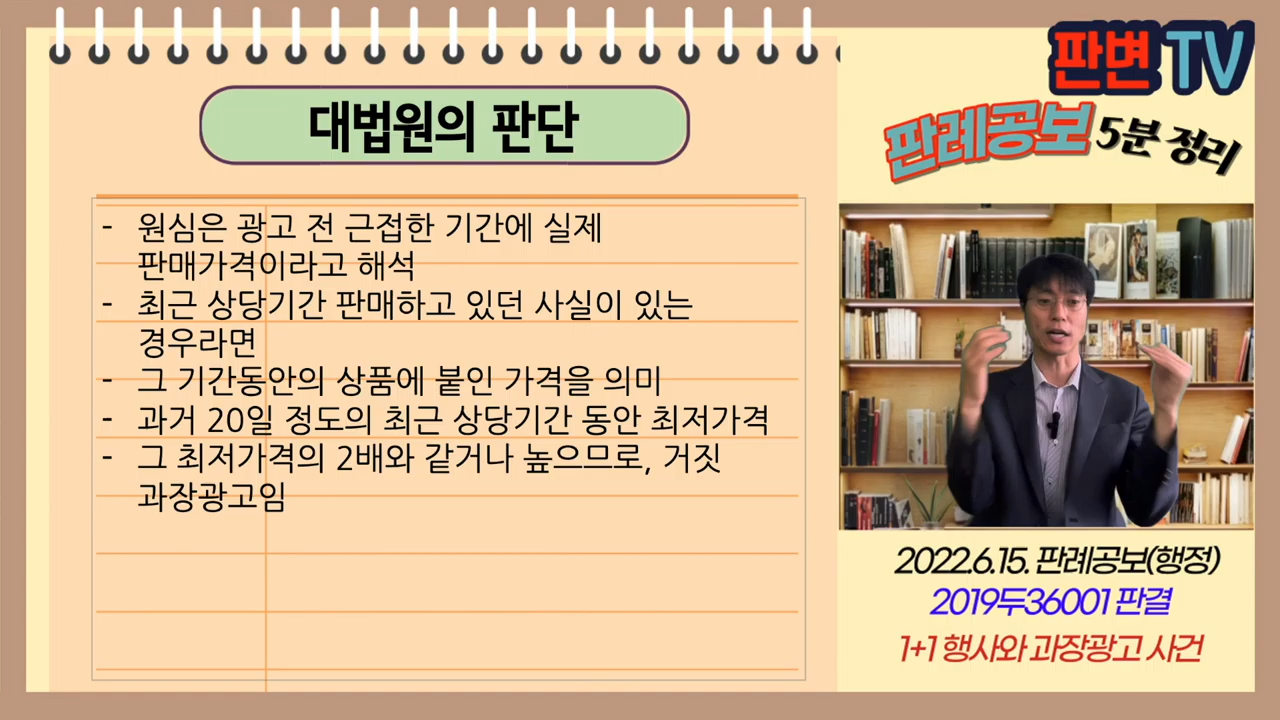 대법원의 판단
- 원심은 광고 전 근접한 기간에 실제
판매가격이라고 해석
- 최근 상당기간 판매하고 있던 사실이 있는
경우라면
- 그 기간동안의 상품에 붙인 가격을 의미
- 과거 20일 정도의 최근 상당기간 동안 최저가격
- 그 최저가격의 2배와 같거나 높으므로, 거짓
과장광고임
판변 TV
판례공보 5분 정리
2022.6.15. 판례공보(행정)
2019두36001 판결
1+1 행사와 과장광고 사건